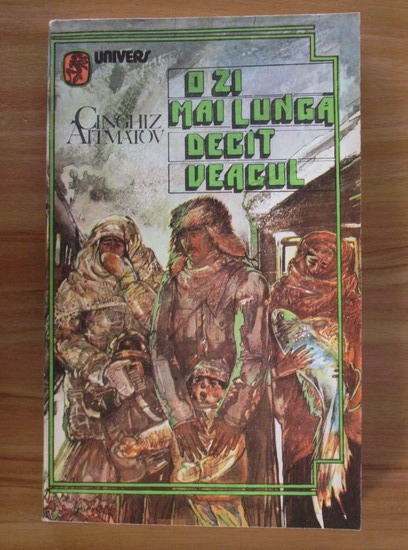 UNIVERS
CINGHIZ
AITMATOV
O ZI
MAI LUNGĂ
DECÎT
VEACUL